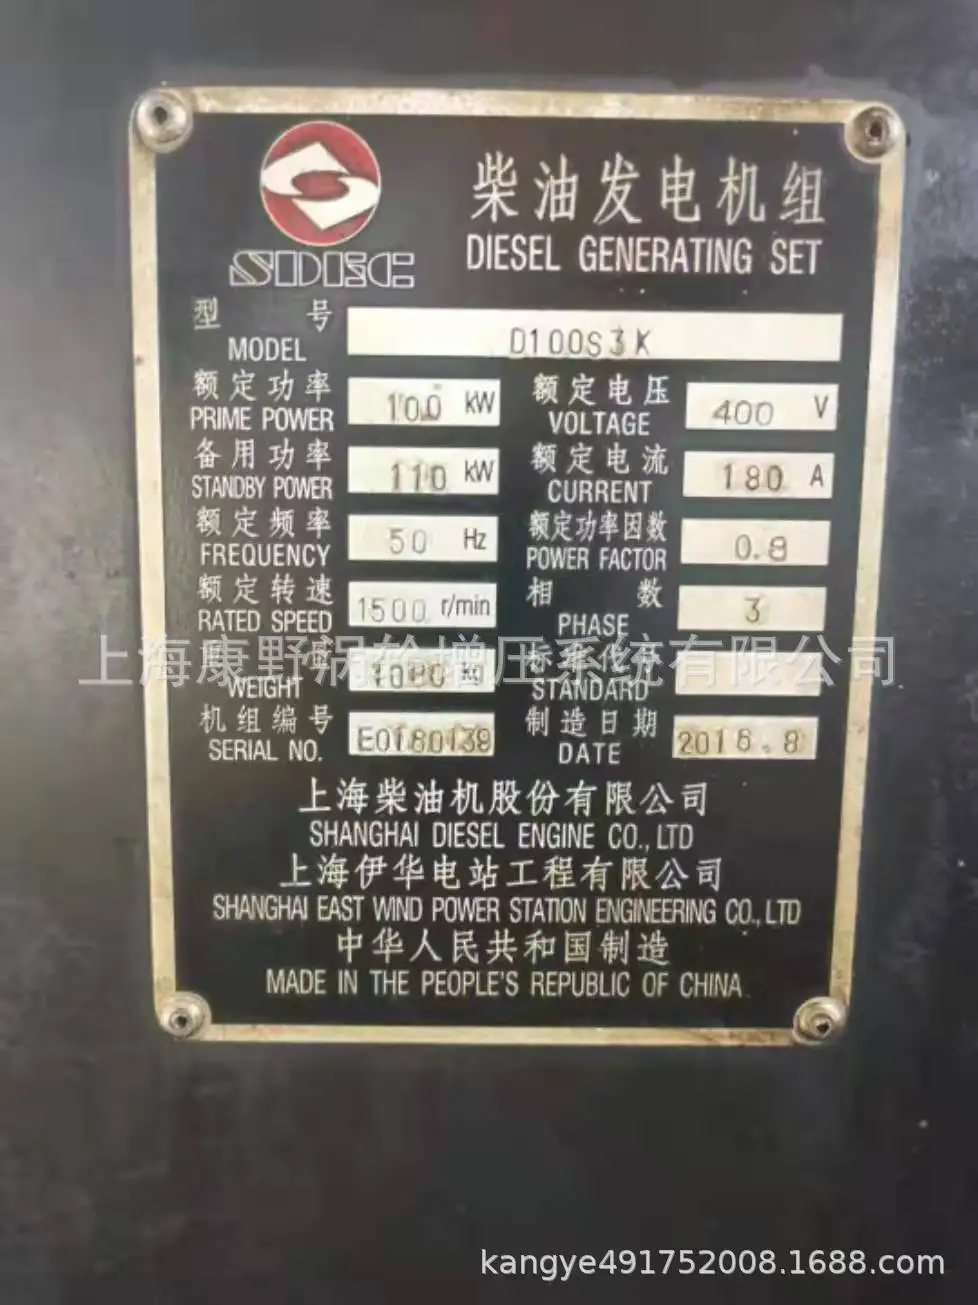 柴油发电机组
SDEC
DIESEL GENERATING SET
型号 D100S3K
MODEL
额定功率 100 kW 额定电压 400 V
PRIME POWER VOLTAGE
备用功率 110 kW 额定电流 180 A
STANDBY POWER CURRENT
额定频率 50 Hz 额定功率因数 0.8
FREQUENCY POWER FACTOR
额定转速 1500 r/min 相数 3
RATED SPEED PHASE
上海康野涡轮增压系统有限公司
重量 kg 标准代号
WEIGHT STANDARD
机组编号 E0180139 制造日期 2016.8
SERIAL NO. DATE
上海柴油机股份有限公司
SHANGHAI DIESEL ENGINE CO., LTD
上海伊华电站工程有限公司
SHANGHAI EAST WIND POWER STATION ENGINEERING CO., LTD
中华人民共和国制造
MADE IN THE PEOPLE'S REPUBLIC OF CHINA
kangye491752008.1688.com